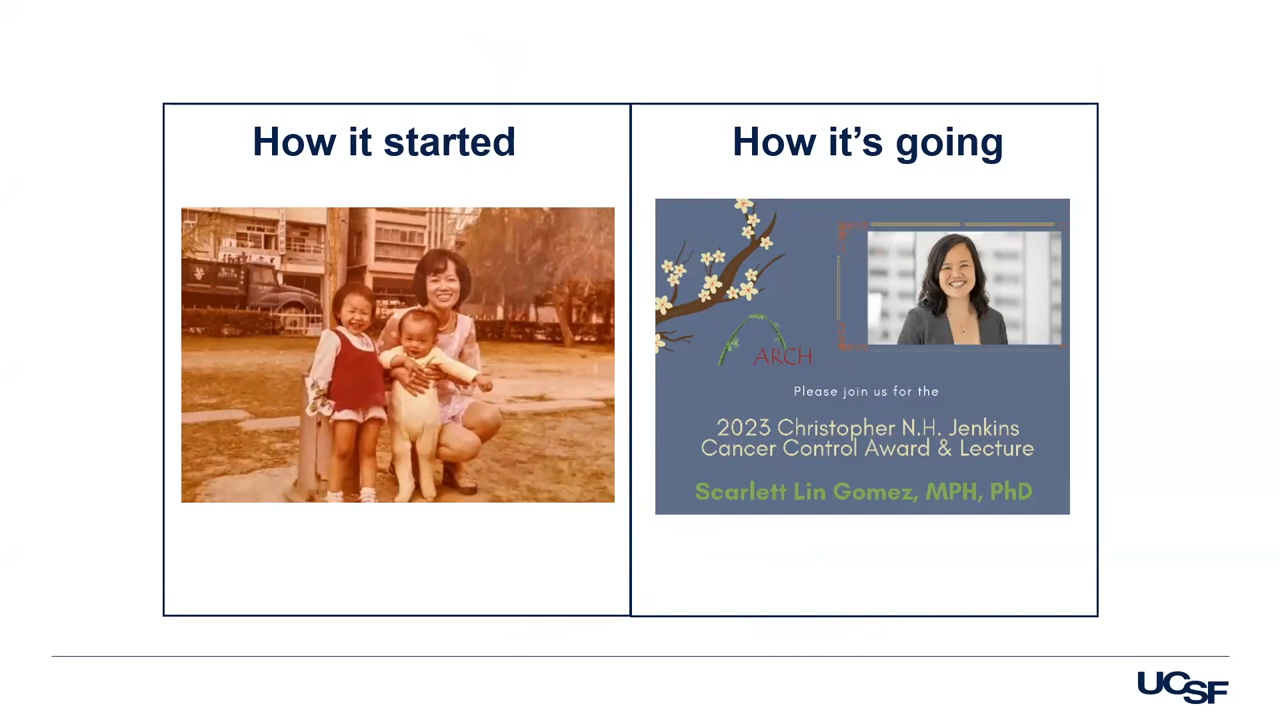 How it started
How it's going
ARCH
Please join us for the
2023 Christopher N.H. Jenkins
Cancer Control Award & Lecture
Scarlett Lin Gomez, MPH, PhD
UCSF